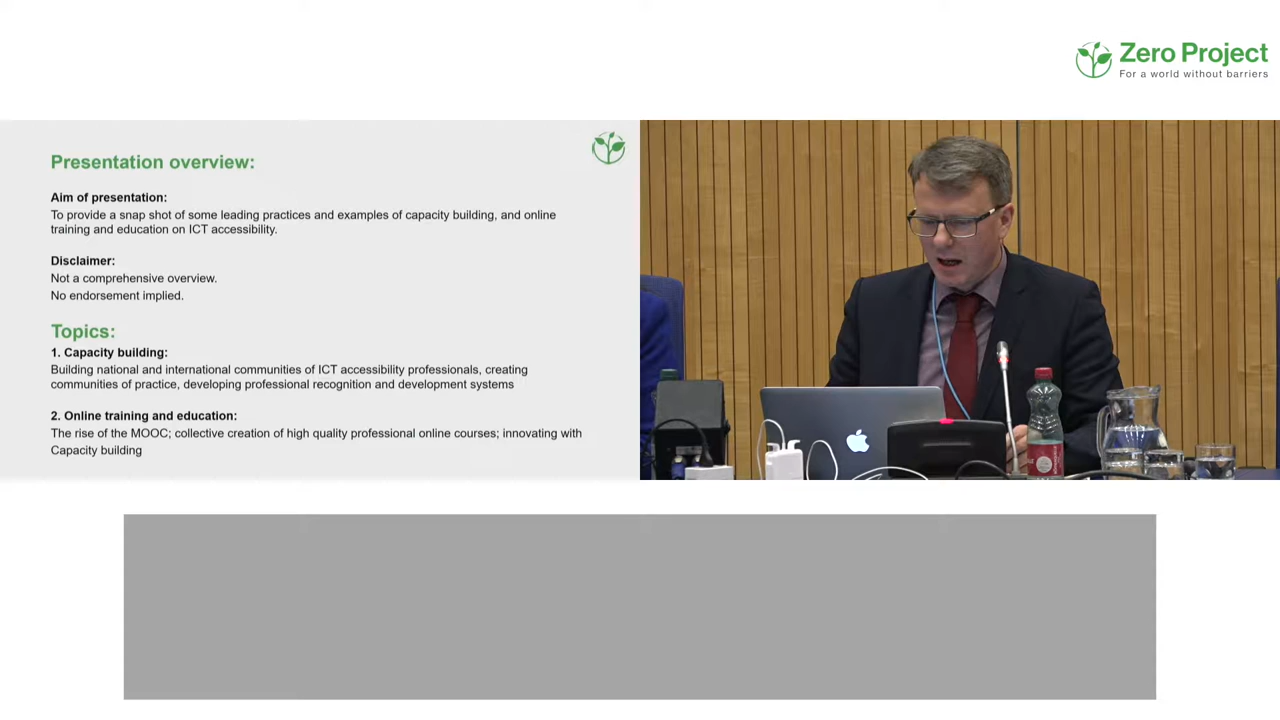 Zero Project
For a world without barriers
Presentation overview:
Aim of presentation:
To provide a snap shot of some leading practices and examples of capacity building, and online
training and education on ICT accessibility.
Disclaimer:
Not a comprehensive overview.
No endorsement implied.
Topics:
1. Capacity building:
Building national and international communities of ICT accessibility professionals, creating
communities of practice, developing professional recognition and development systems
2. Online training and education:
The rise of the MOOC; collective creation of high quality professional online courses; innovating with
Capacity building